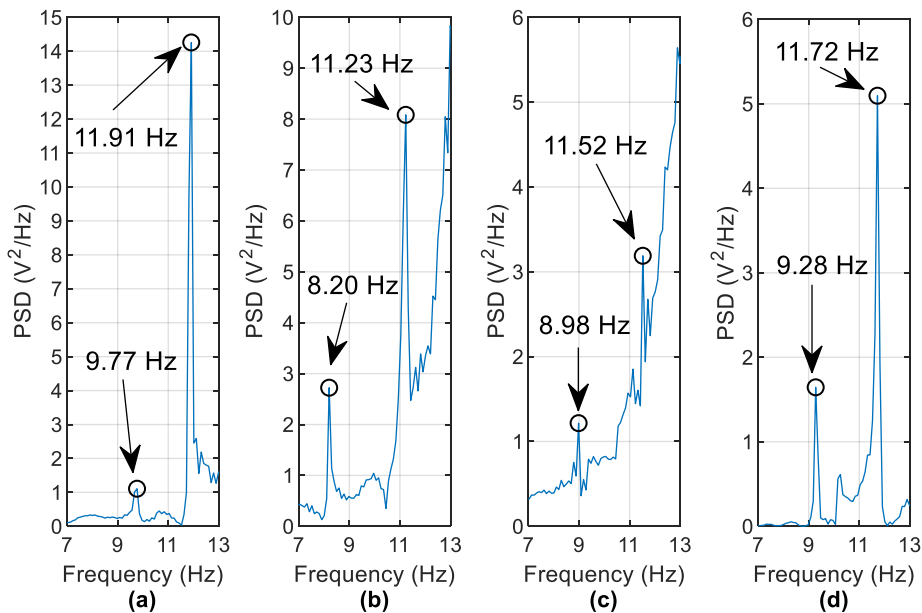 PSD (V²/Hz)
15
14
13
12
11
10
9
8
7
6
5
4
3
2
1
0
11.91 Hz
9.77 Hz
7 9 11 13
Frequency (Hz)
(a)
PSD (V²/Hz)
10
9
8
7
6
5
4
3
2
1
0
11.23 Hz
8.20 Hz
7 9 11 13
Frequency (Hz)
(b)
PSD (V²/Hz)
6
5
4
3
2
1
0
11.52 Hz
8.98 Hz
7 9 11 13
Frequency (Hz)
(c)
PSD (V²/Hz)
6
5
4
3
2
1
0
11.72 Hz
9.28 Hz
7 9 11 13
Frequency (Hz)
(d)